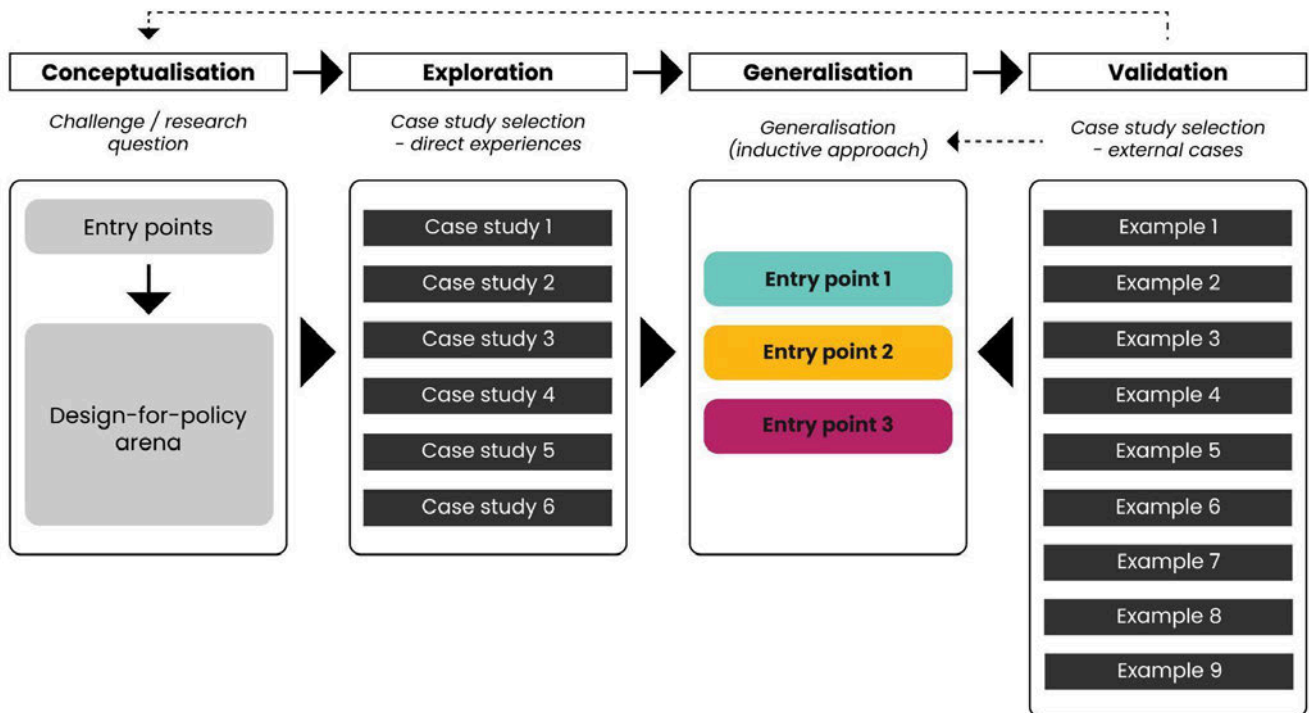 Conceptualisation
Exploration
Generalisation
Validation
Challenge / research
question
Case study selection
- direct experiences
Generalisation
(inductive approach)
Case study selection
- external cases
Entry points
Design-for-policy
arena
Case study 1
Case study 2
Case study 3
Case study 4
Case study 5
Case study 6
Entry point 1
Entry point 2
Entry point 3
Example 1
Example 2
Example 3
Example 4
Example 5
Example 6
Example 7
Example 8
Example 9